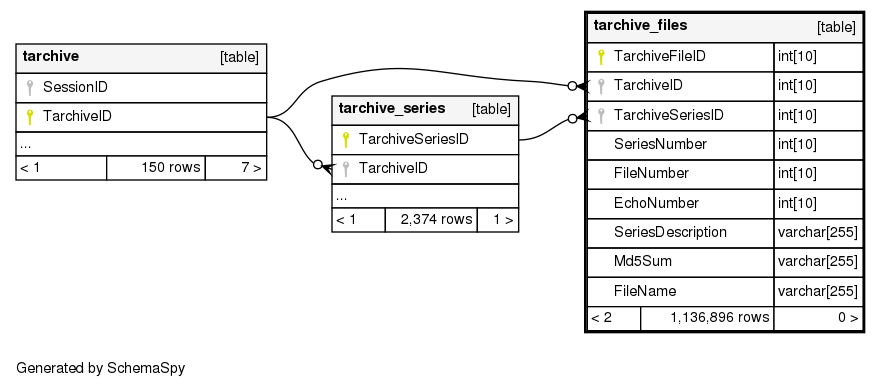 tarchive [table]
SessionID
TarchiveID
...
< 1 150 rows 7 >
tarchive_series [table]
TarchiveSeriesID
TarchiveID
...
< 1 2,374 rows 1 >
tarchive_files [table]
TarchiveFileID int[10]
TarchiveID int[10]
TarchiveSeriesID int[10]
SeriesNumber int[10]
FileNumber int[10]
EchoNumber int[10]
SeriesDescription varchar[255]
Md5Sum varchar[255]
FileName varchar[255]
< 2 1,136,896 rows 0 >
Generated by SchemaSpy